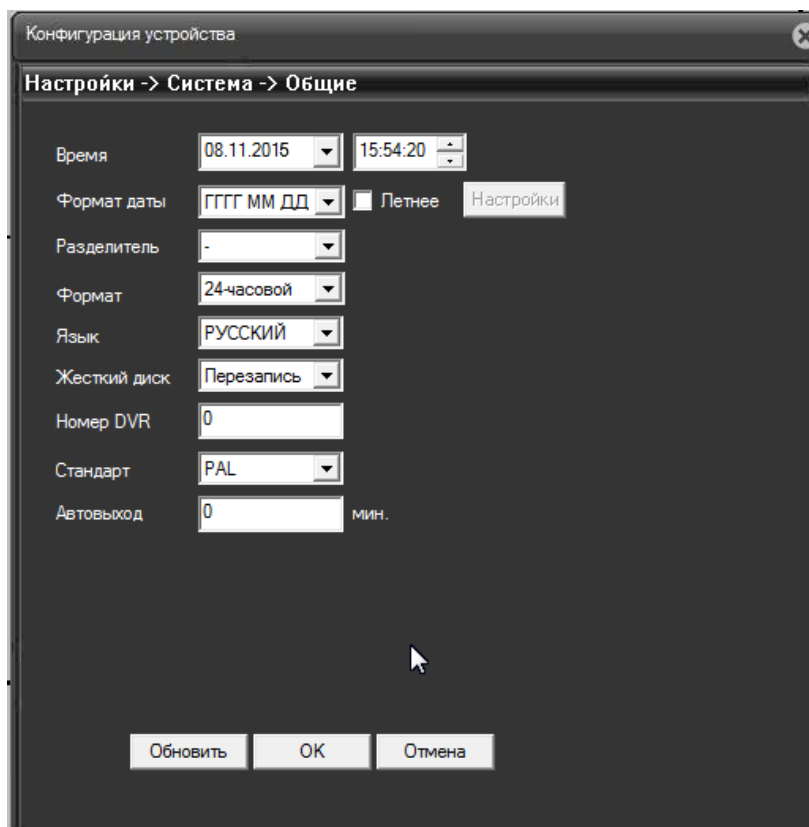 Конфигурация устройства
Настройки -> Система -> Общие
Время 08.11.2015 15:54:20
Формат даты ГГГГ ММ ДД Летнее Настройки
Разделитель -
Формат 24-часовой
Язык РУССКИЙ
Жесткий диск Перезапись
Номер DVR 0
Стандарт PAL
Автовыход 0 мин.
Обновить OK Отмена